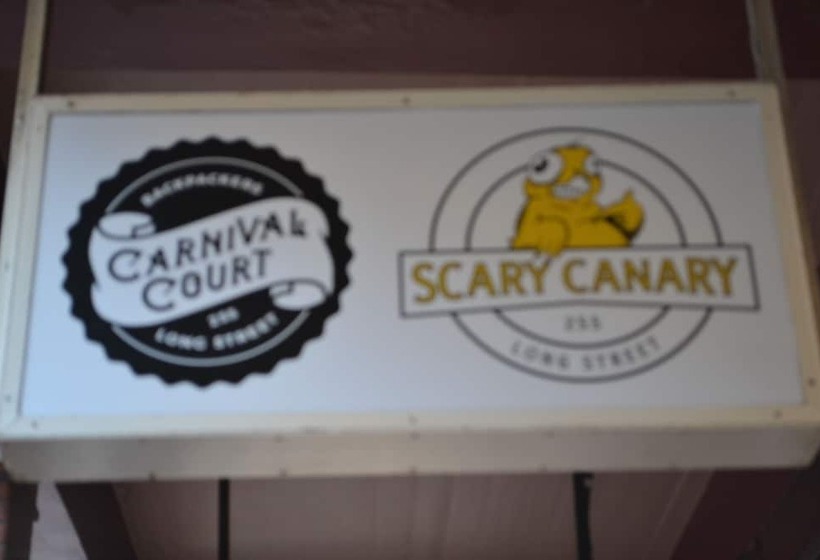 BACKPACKERS
CARNIVAL
COURT
255
LONG STREET
SCARY CANARY
255
LONG STREET